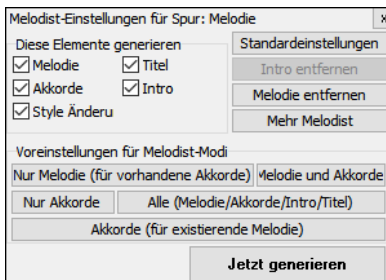 Melodist-Einstellungen für Spur: Melodie
Diese Elemente generieren
Standardeinstellungen
Melodie
Titel
Intro entfernen
Akkorde
Intro
Melodie entfernen
Style Änderu
Mehr Melodist
Voreinstellungen für Melodist-Modi
Nur Melodie (für vorhandene Akkorde)
Melodie und Akkorde
Nur Akkorde
Alle (Melodie/Akkorde/Intro/Titel)
Akkorde (für existierende Melodie)
Jetzt generieren